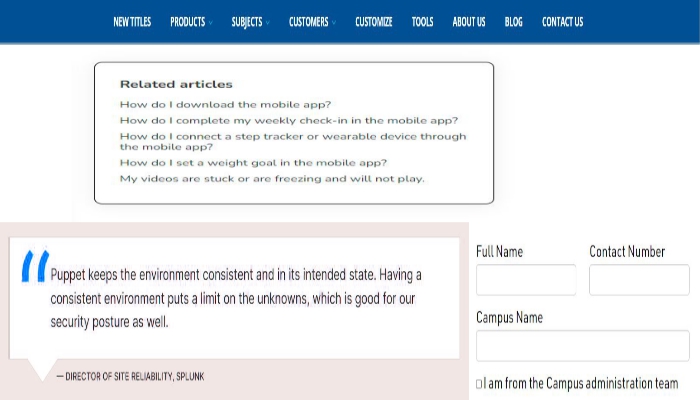 NEW TITLES PRODUCTS SUBJECTS CUSTOMERS CUSTOMIZE TOOLS ABOUT US BLOG CONTACT US
Related articles
How do I download the mobile app?
How do I complete my weekly check-in in the mobile app?
How do I connect a step tracker or wearable device through
the mobile app?
How do I set a weight goal in the mobile app?
My videos are stuck or are freezing and will not play.
“Puppet keeps the environment consistent and in its intended state. Having a
consistent environment puts a limit on the unknowns, which is good for our
security posture as well.
— DIRECTOR OF SITE RELIABILITY, SPLUNK
Full Name Contact Number
Campus Name
I am from the Campus administration team